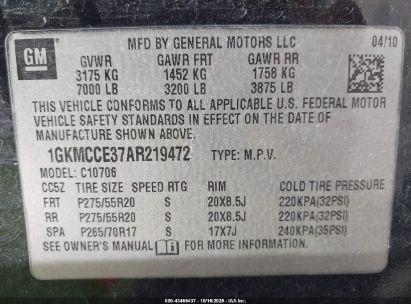 GM
MFD BY GENERAL MOTORS LLC 04/10
GVWR GAWR FRT GAWR RR
3175 KG 1452 KG 1758 KG
7000 LB 3200 LB 3875 LB
THIS VEHICLE CONFORMS TO ALL APPLICABLE U.S. FEDERAL MOTOR
VEHICLE SAFETY STANDARDS IN EFFECT ON THE DATE OF
MANUFACTURE SHOWN ABOVE.
1GKMCCE37AR219472 TYPE: M.P.V.
MODEL: C10706
CC5Z TIRE SIZE SPEED RTG RIM COLD TIRE PRESSURE
FRT P275/55R20 S 20X8.5J 220KPA(32PSI)
RR P275/55R20 S 20X8.5J 220KPA(32PSI)
SPA P265/70R17 S 17X7J 240KPA(35PSI)
SEE OWNER'S MANUAL FOR MORE INFORMATION.
00-43466437 - 10/16/2025 - 0000